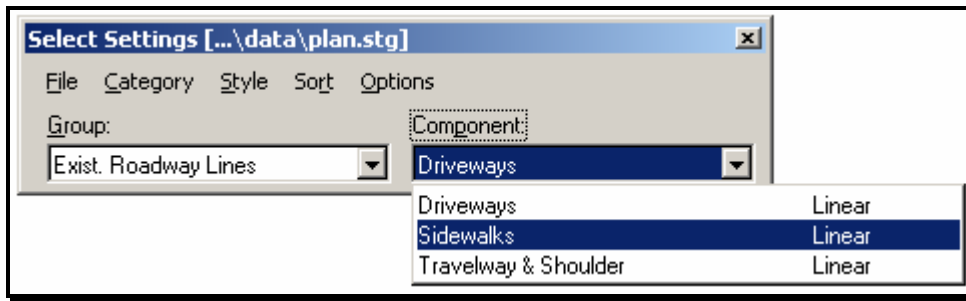 Select Settings [...\data\plan.stg]
File Category Style Sort Options
Group: Component:
Exist. Roadway Lines Driveways
Driveways Linear
Sidewalks Linear
Travelway & Shoulder Linear